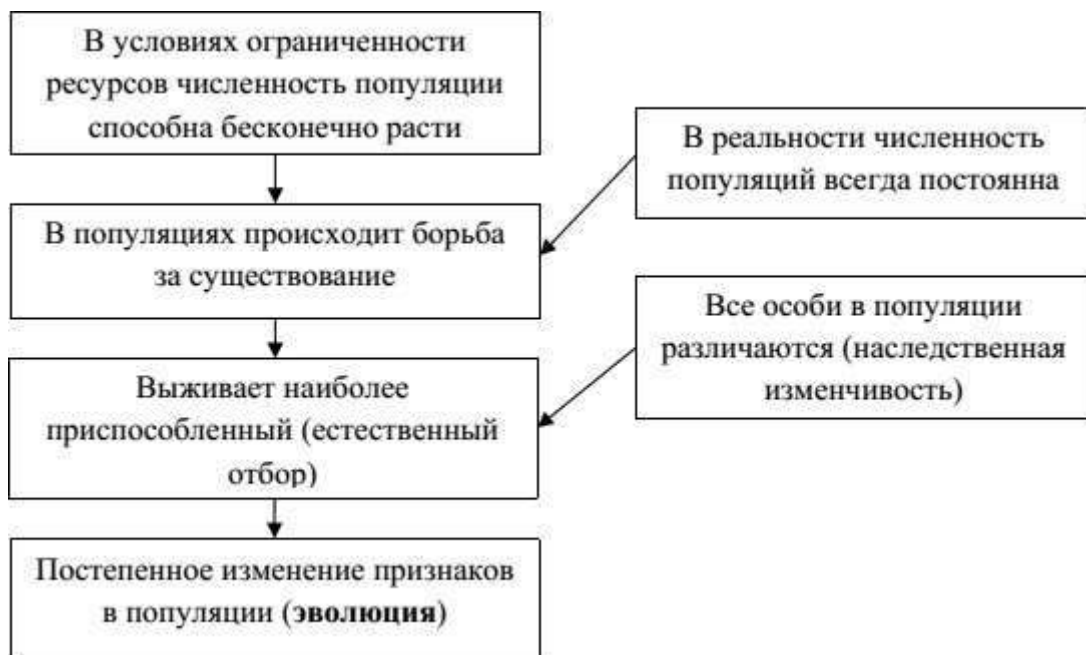 В условиях ограниченности
ресурсов численность популяции
способна бесконечно расти
В реальности численность
популяций всегда постоянна
В популяциях происходит борьба
за существование
Все особи в популяции
различаются (наследственная
изменчивость)
Выживает наиболее
приспособленный (естественный
отбор)
Постепенное изменение признаков
в популяции (эволюция)